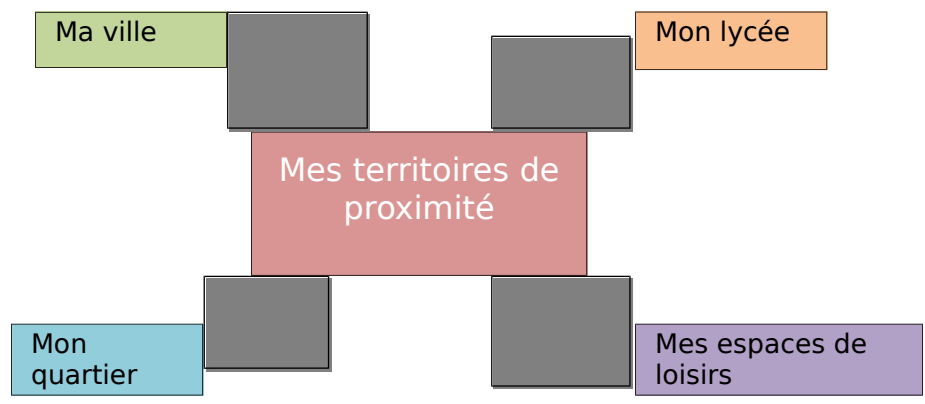 Ma ville
Mon lycée
Mes territoires de
proximité
Mon
quartier
Mes espaces de
loisirs